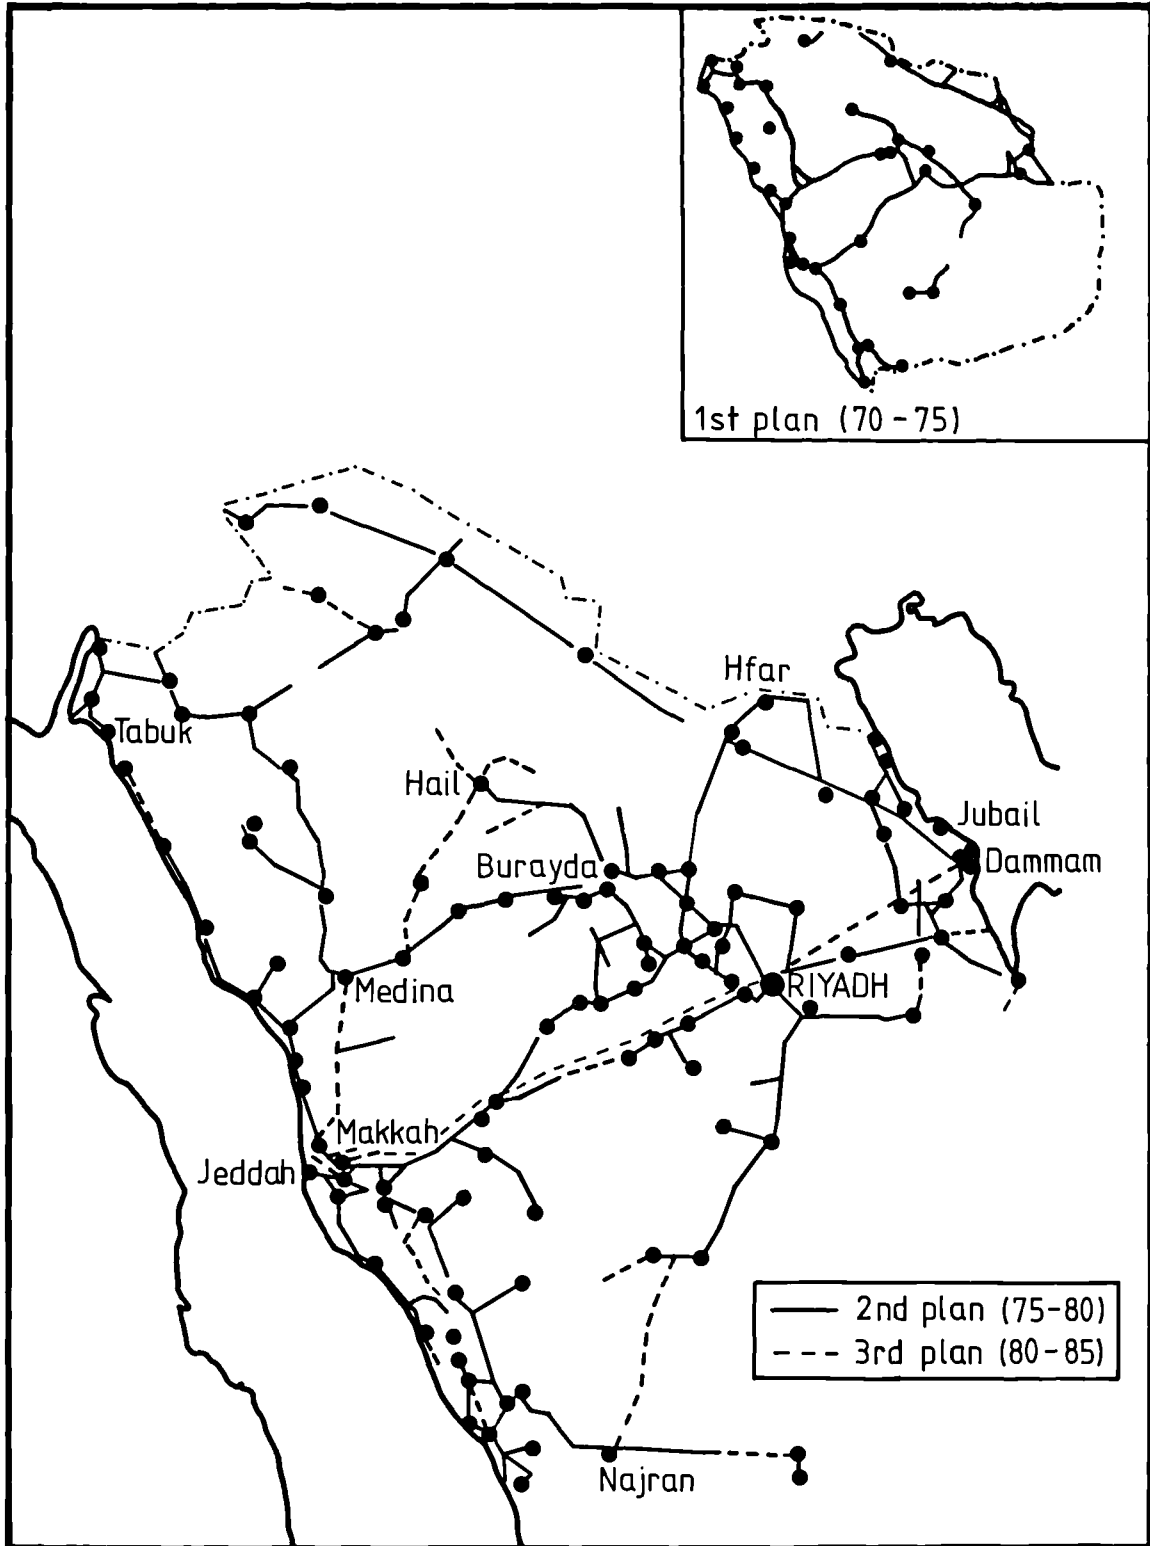 1st plan (70-75)
Hfar
Tabuk
Hail
Jubail
Burayda
Dammam
Medina
RIYADH
Makkah
Jeddah
2nd plan (75-80)
3rd plan (80-85)
Najran